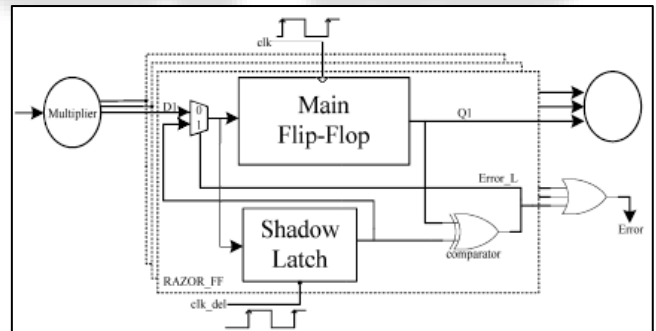 clk
Multiplier
D1
0
1
Main
Flip-Flop
Q1
Error_L
Shadow
Latch
comparator
Error
RAZOR_FF
clk_del